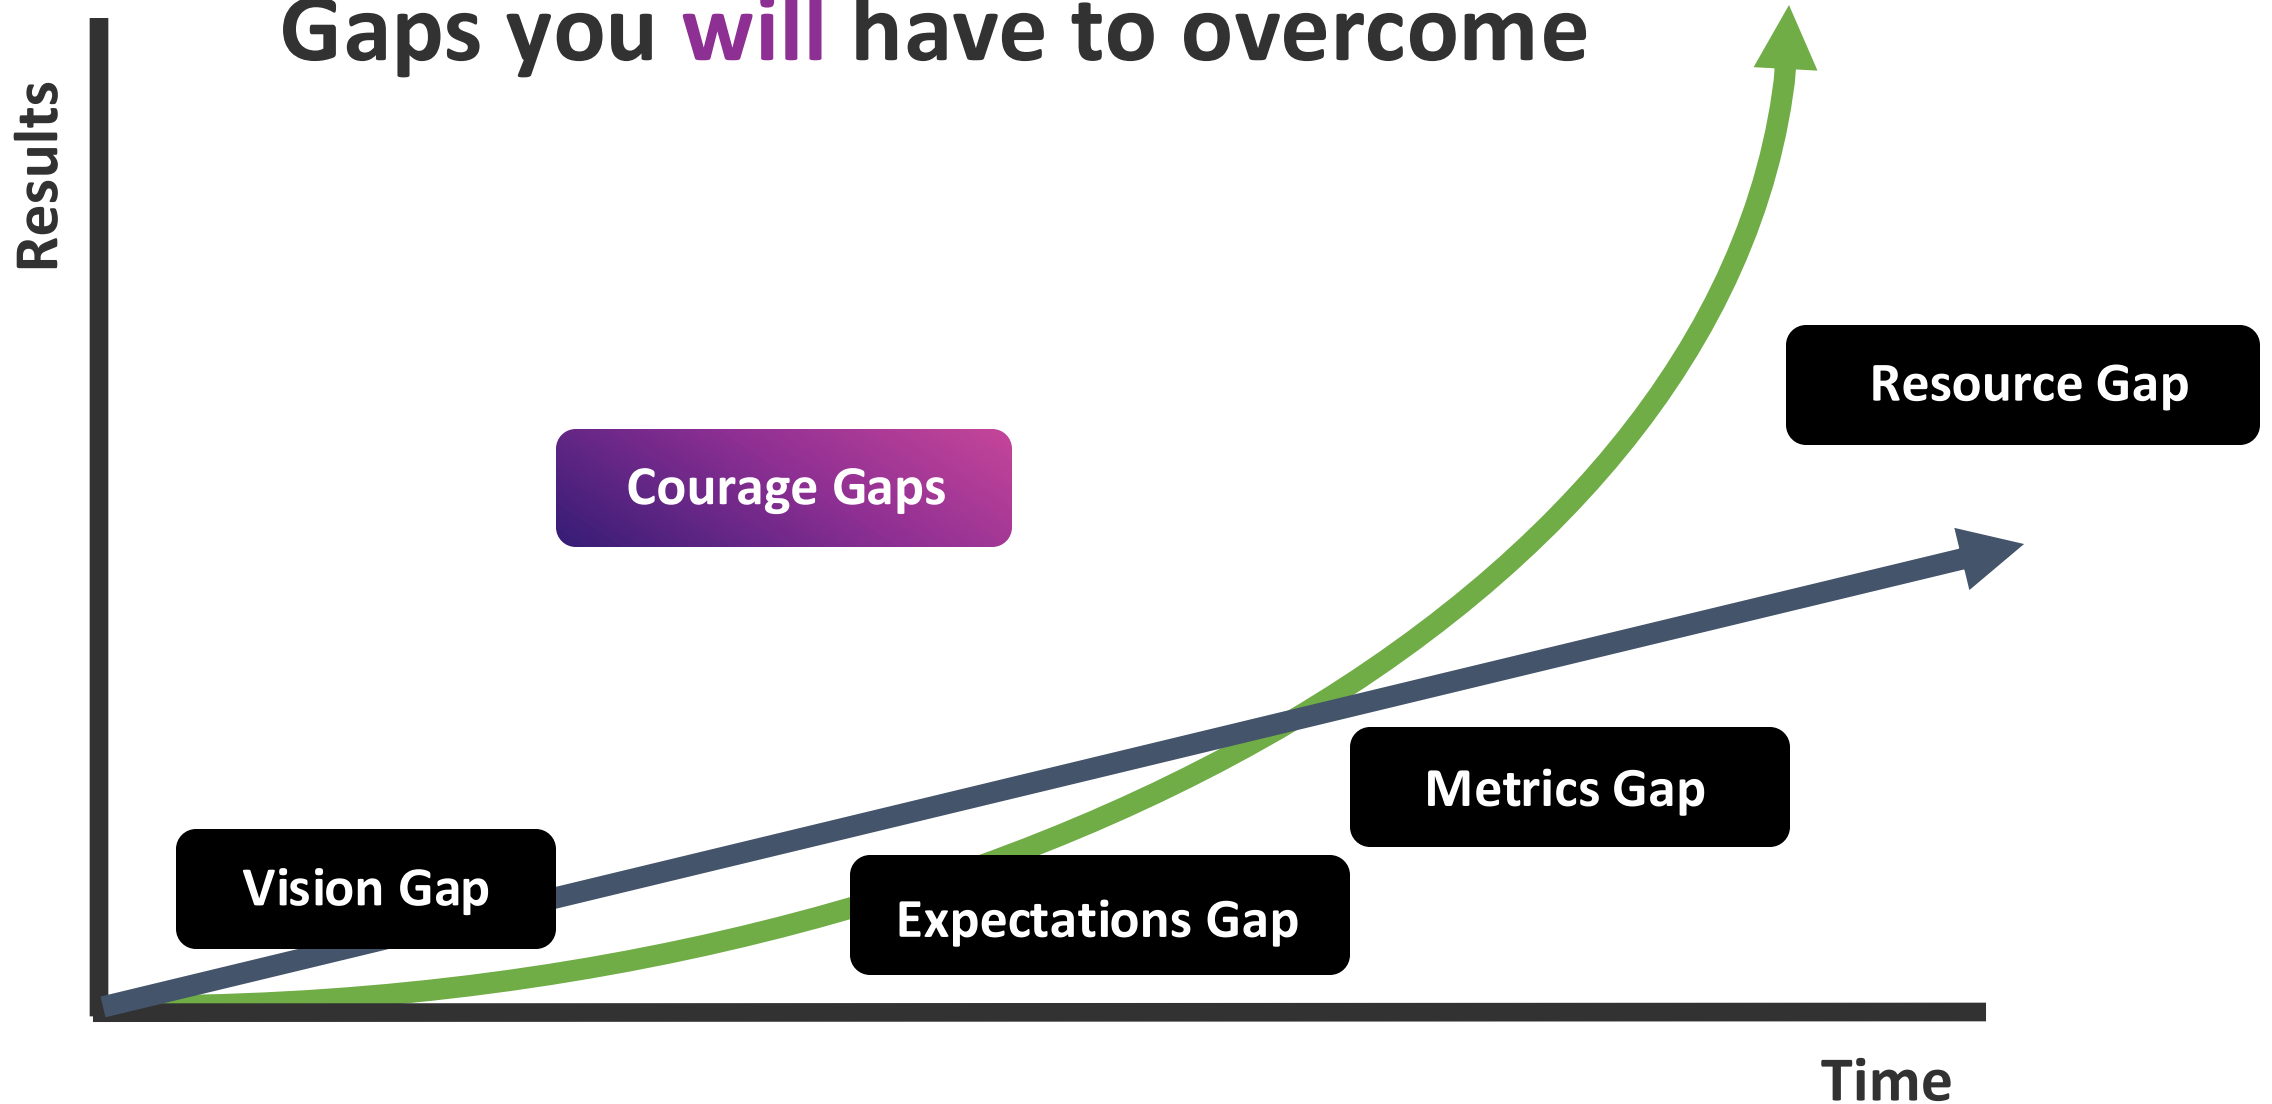 Gaps you will have to overcome
Results
Resource Gap
Courage Gaps
Metrics Gap
Vision Gap
Expectations Gap
Time